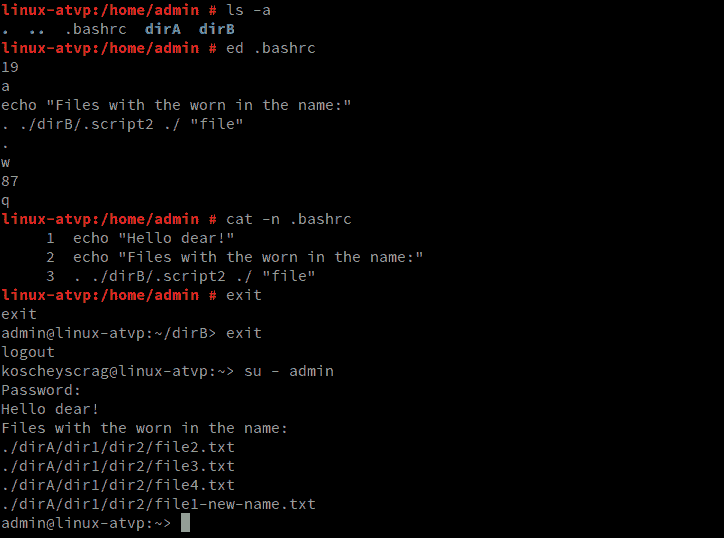 linux-atvp:/home/admin # ls -a
.  ..  .bashrc  dirA  dirB
linux-atvp:/home/admin # ed .bashrc
19
a
echo "Files with the worn in the name:"
. ./dirB/.script2 ./ "file"
.
w
87
q
linux-atvp:/home/admin # cat -n .bashrc
     1  echo "Hello dear!"
     2  echo "Files with the worn in the name:"
     3  . ./dirB/.script2 ./ "file"
linux-atvp:/home/admin # exit
exit
admin@linux-atvp:~/dirB> exit
logout
koscheyscrag@linux-atvp:~> su - admin
Password:
Hello dear!
Files with the worn in the name:
./dirA/dir1/dir2/file2.txt
./dirA/dir1/dir2/file3.txt
./dirA/dir1/dir2/file4.txt
./dirA/dir1/dir2/file1-new-name.txt
admin@linux-atvp:~>